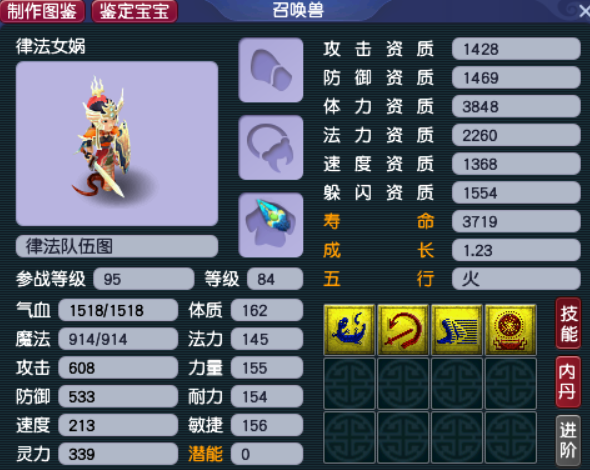 制作图鉴 鉴定宝宝 召唤兽
律法女娲
律法队伍图
参战等级 95 等级 84
气血 1518/1518 体质 162
魔法 914/914 法力 145
攻击 608 力量 155
防御 533 耐力 154
速度 213 敏捷 156
灵力 339 潜能 0
攻击资质 1428
防御资质 1469
体力资质 3848
法力资质 2260
速度资质 1368
躲闪资质 1554
寿命 3719
成长 1.23
五行 火
技能
内丹
进阶